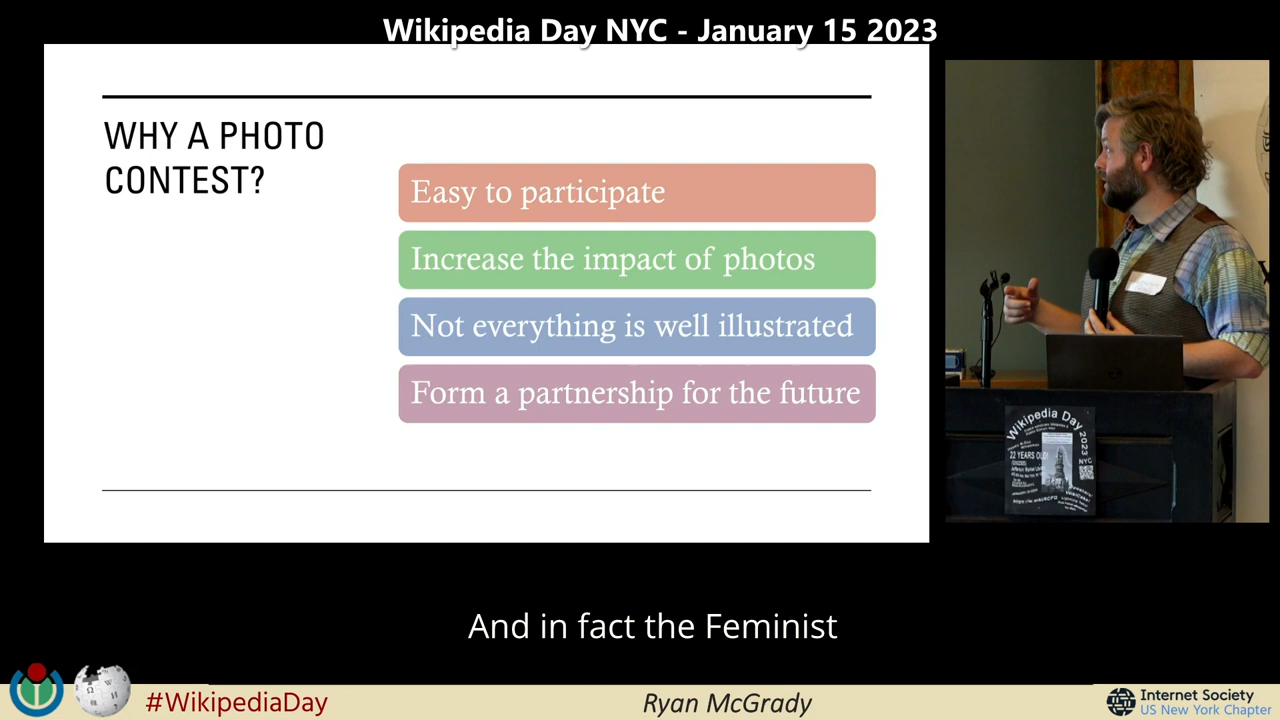 Wikipedia Day NYC - January 15 2023
WHY A PHOTO
CONTEST?
Easy to participate
Increase the impact of photos
Not everything is well illustrated
Form a partnership for the future
Wikipedia Day
2023
NYC
22 YEARS OLD!
And in fact the Feminist
#WikipediaDay
Ryan McGrady
Internet Society
US New York Chapter